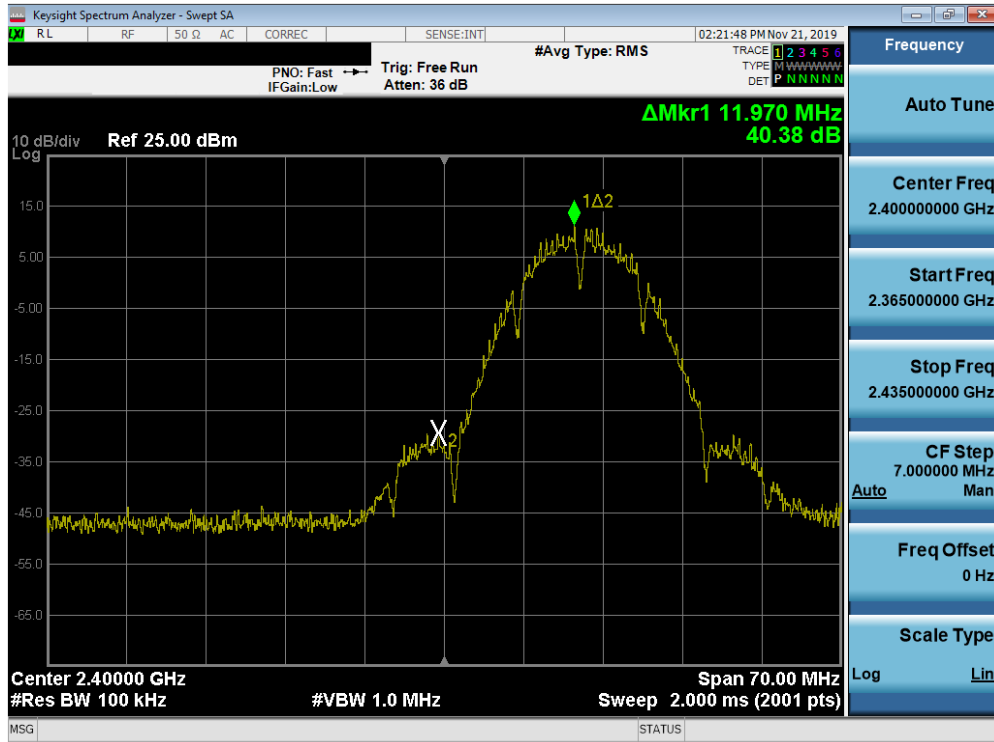 Keysight Spectrum Analyzer - Swept SA
LXI RL RF 50 Ω AC CORREC SENSE:INT 02:21:48 PM Nov 21, 2019
#Avg Type: RMS TRACE 1 2 3 4 5 6
PNO: Fast Trig: Free Run TYPE M WWWWW
IFGain:Low Atten: 36 dB DET P N N N N N
ΔMkr1 11.970 MHz
40.38 dB
10 dB/div Ref 25.00 dBm
Log
15.0
5.00
-5.00
-15.0
-25.0
-35.0
-45.0
-55.0
-65.0
1Δ2
X2
Center 2.40000 GHz Span 70.00 MHz
#Res BW 100 kHz #VBW 1.0 MHz Sweep 2.000 ms (2001 pts)
MSG STATUS
Frequency
Auto Tune
Center Freq
2.400000000 GHz
Start Freq
2.365000000 GHz
Stop Freq
2.435000000 GHz
CF Step
7.000000 MHz
Auto Man
Freq Offset
0 Hz
Scale Type
Log Lin